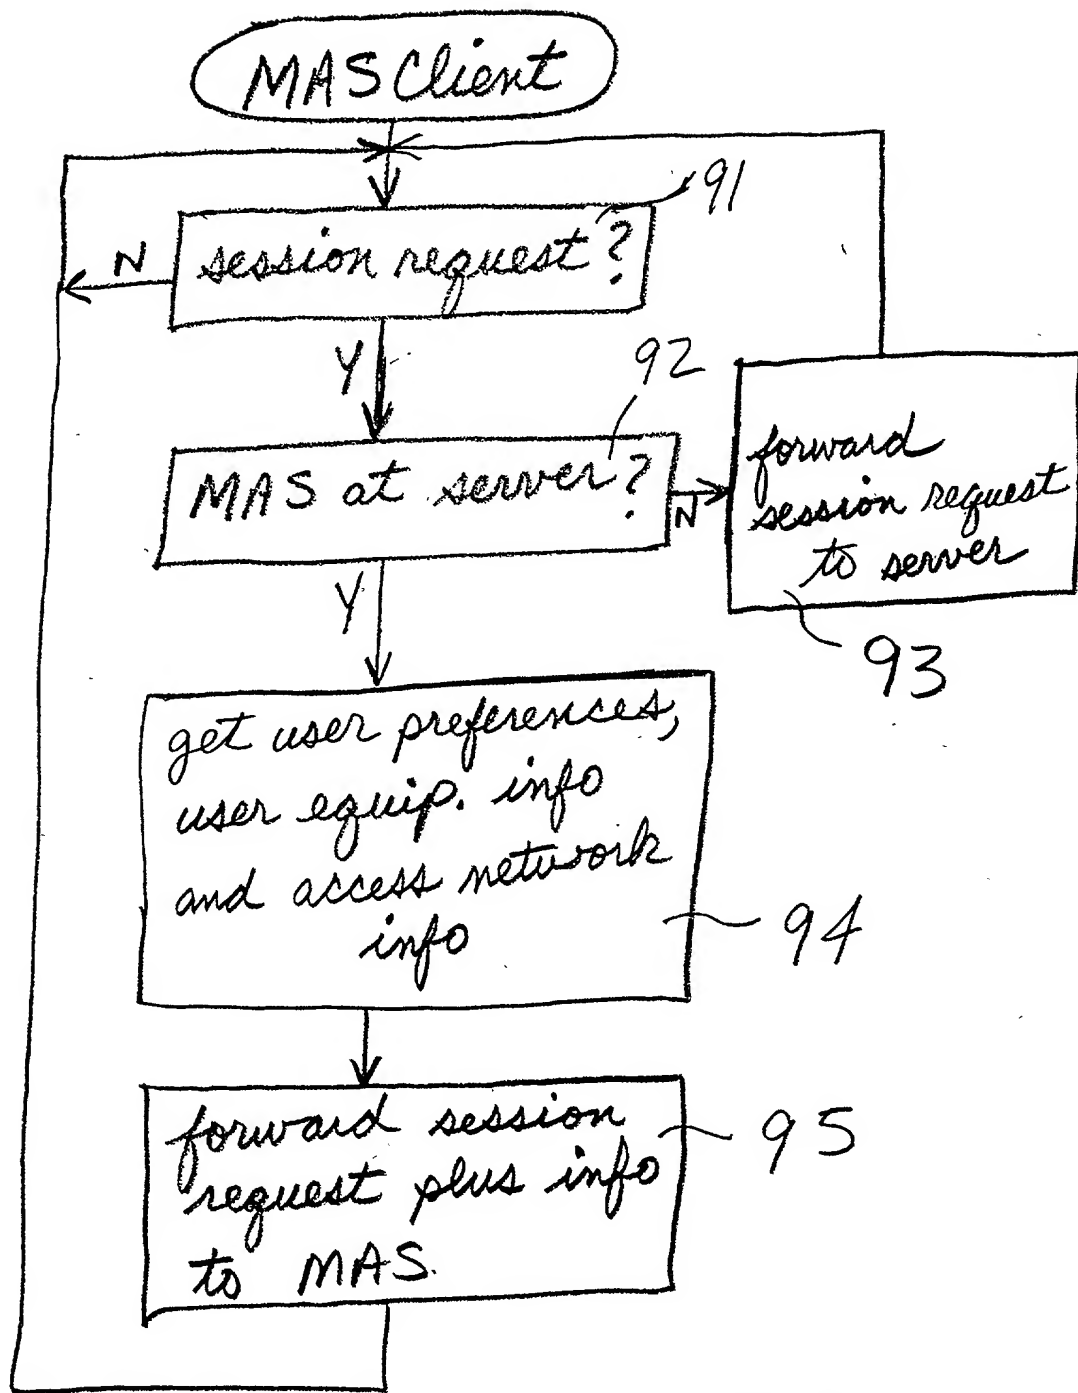 MAS Client
91
session request?
N
Y
92
MAS at server?
N
forward
session request
to server
93
Y
get user preferences,
user equip. info
and access network
info
94
forward session
request plus info
to MAS.
95